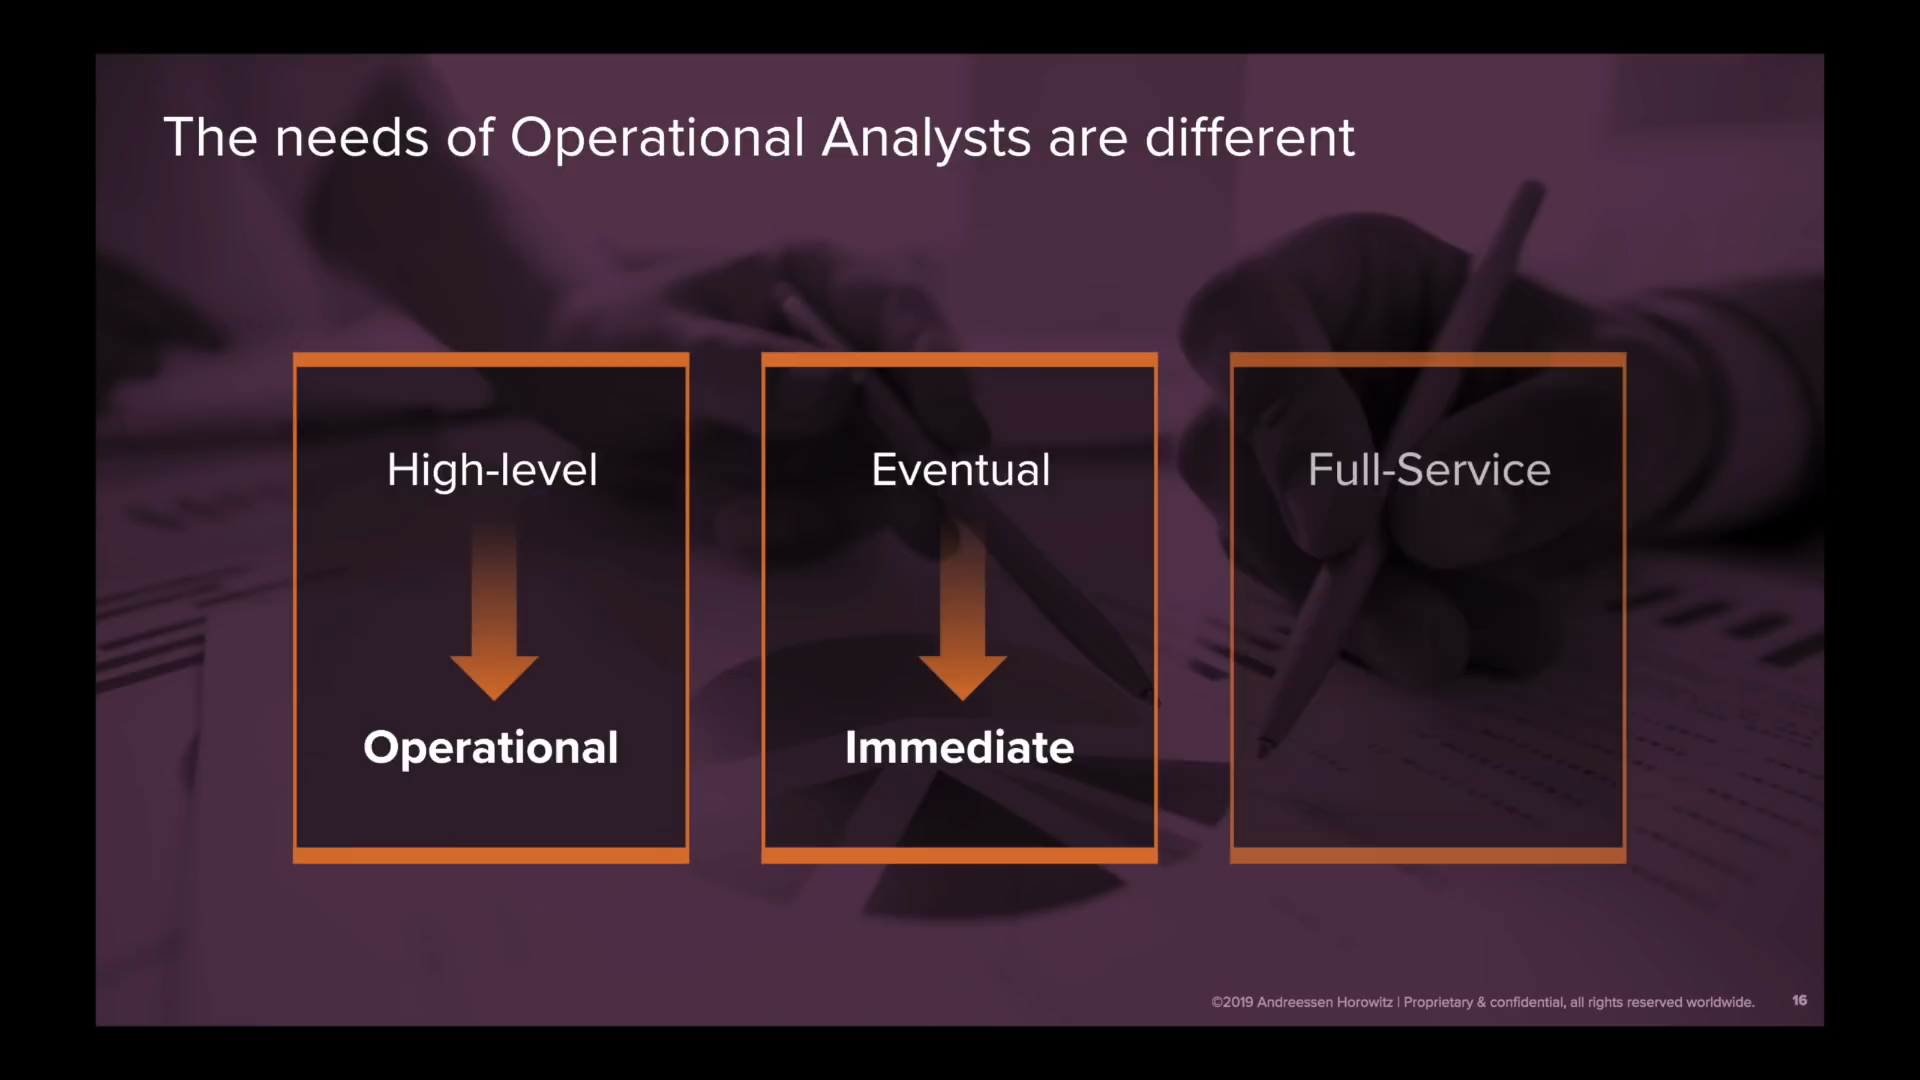 The needs of Operational Analysts are different
High-level
Operational
Eventual
Immediate
Full-Service
©2019 Andreessen Horowitz | Proprietary & confidential, all rights reserved worldwide.
16